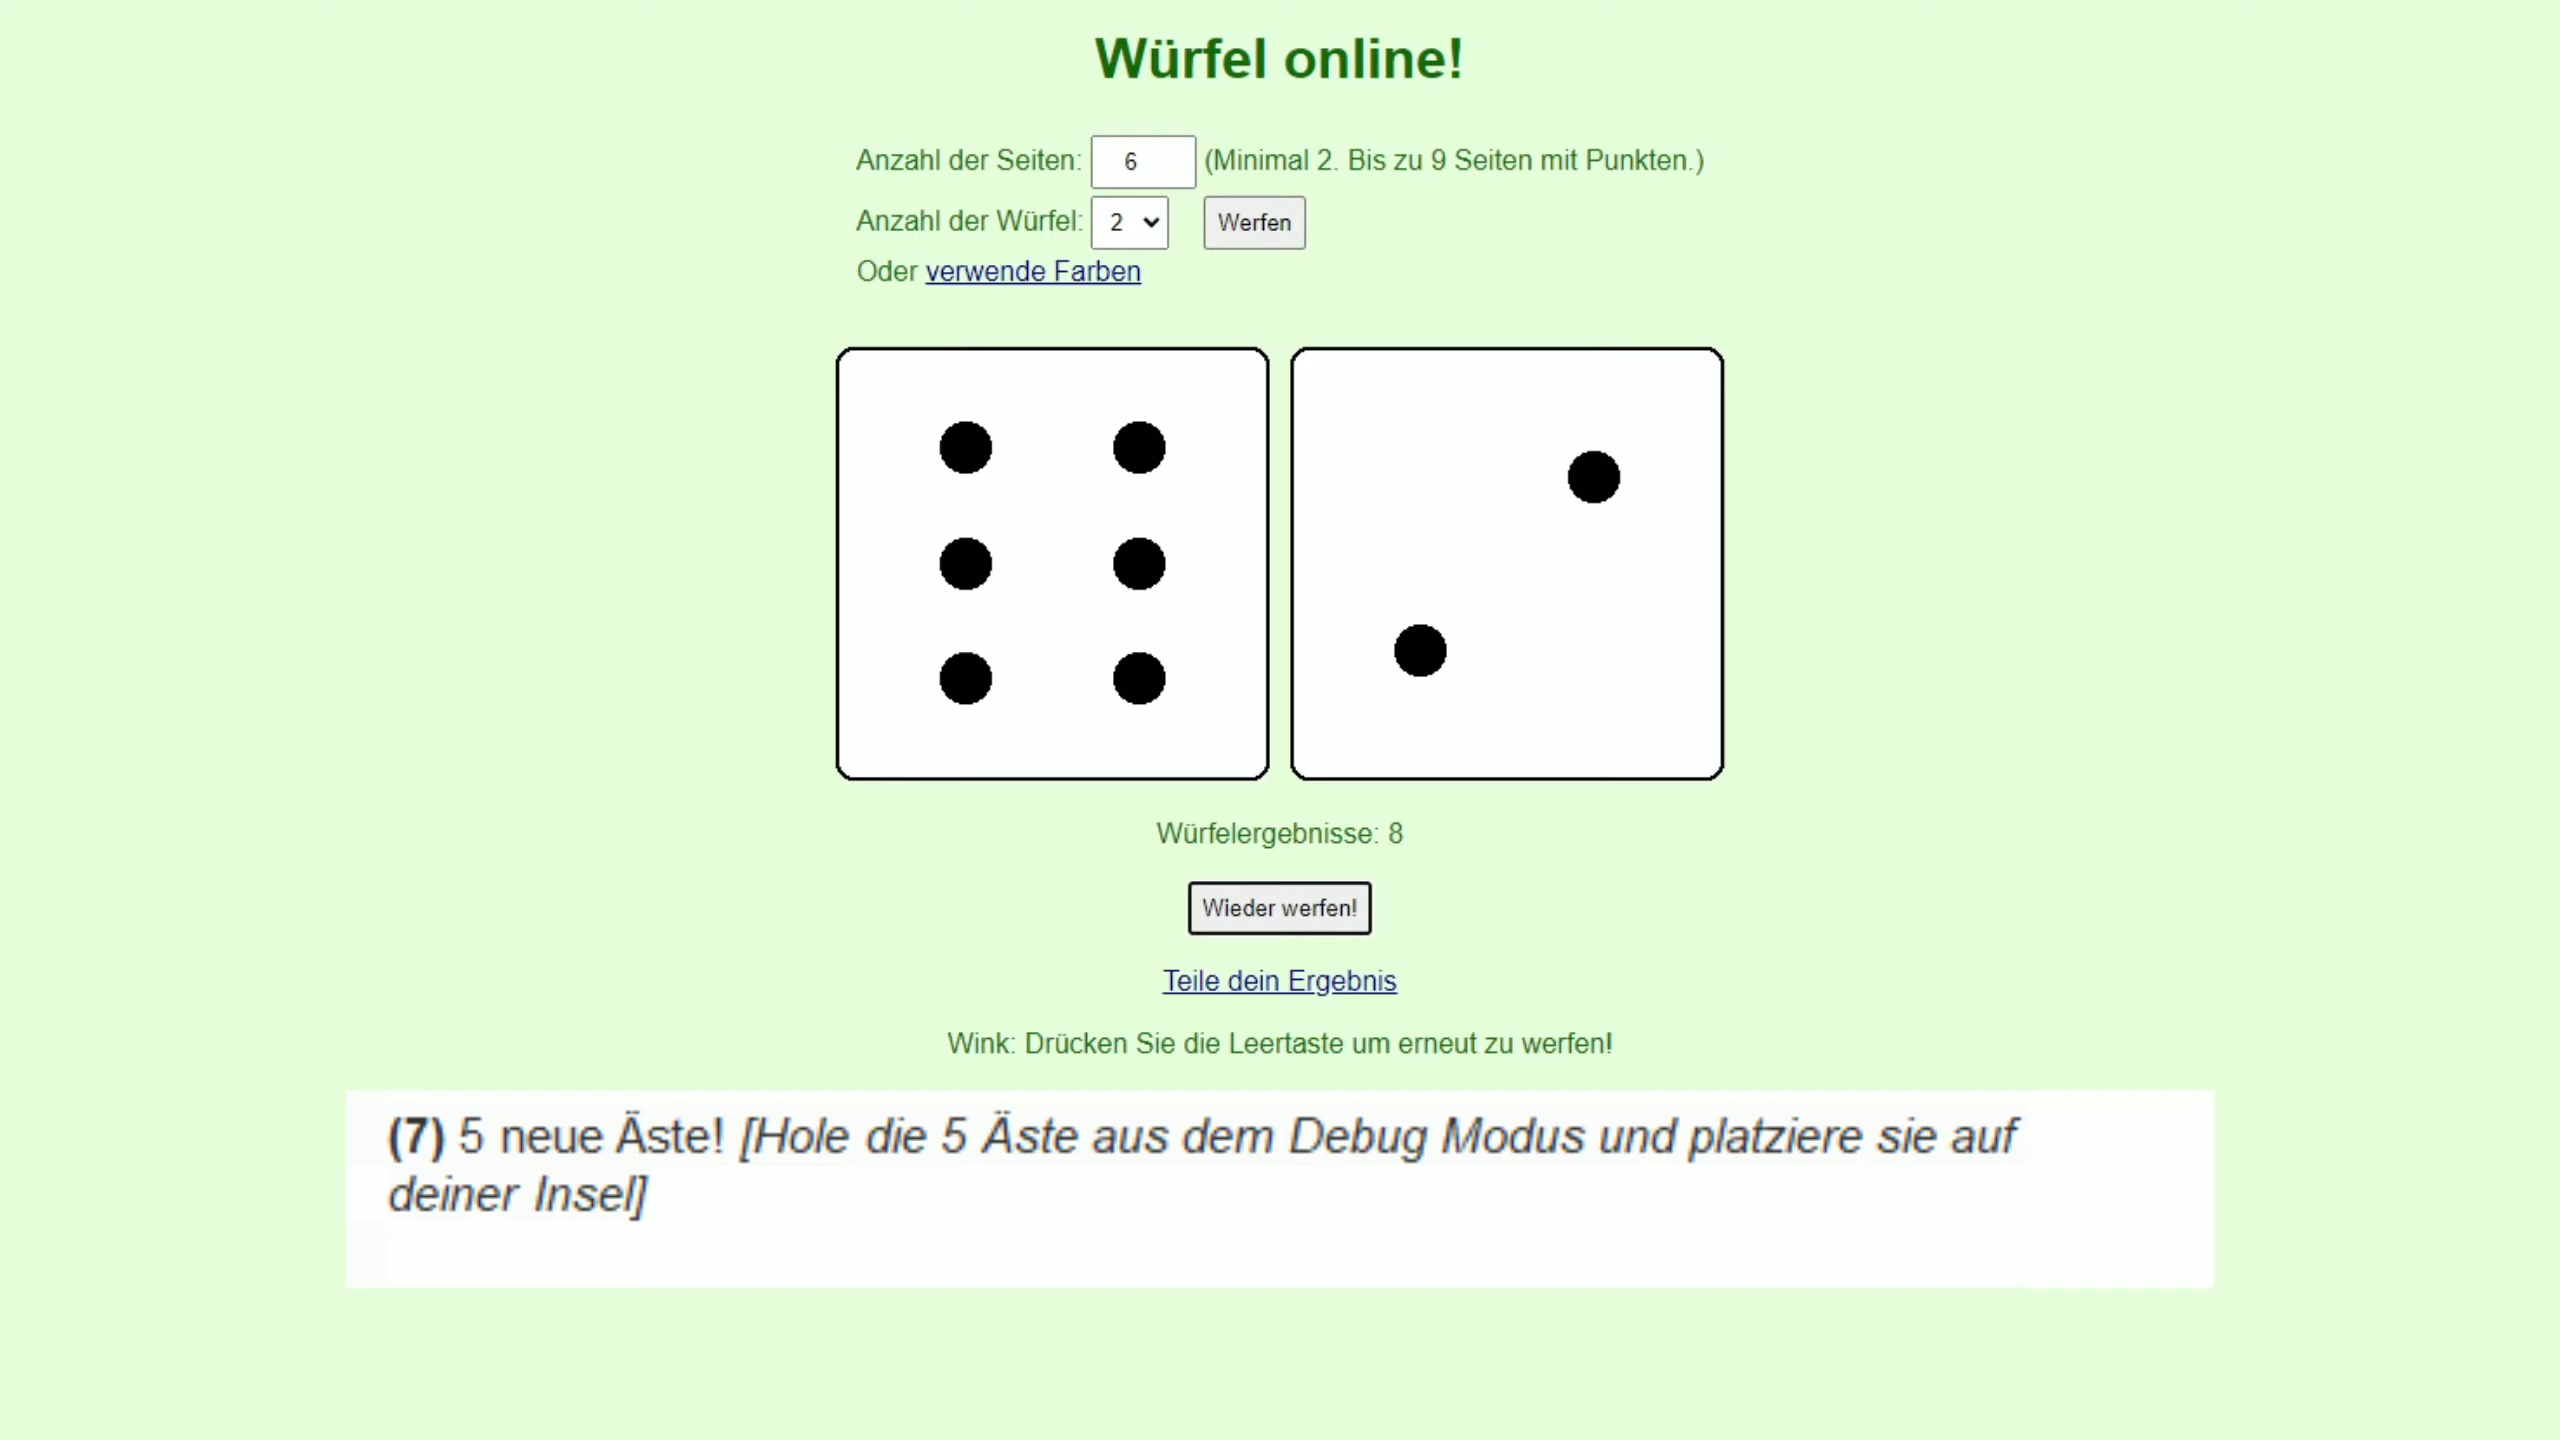 Würfel online!
Anzahl der Seiten: 6 (Minimal 2. Bis zu 9 Seiten mit Punkten.)
Anzahl der Würfel: 2 Werfen
Oder verwende Farben
Würfelergebnisse: 8
Wieder werfen!
Teile dein Ergebnis
Wink: Drücken Sie die Leertaste um erneut zu werfen!
(7) 5 neue Äste! [Hole die 5 Äste aus dem Debug Modus und platziere sie auf
deiner Insel]